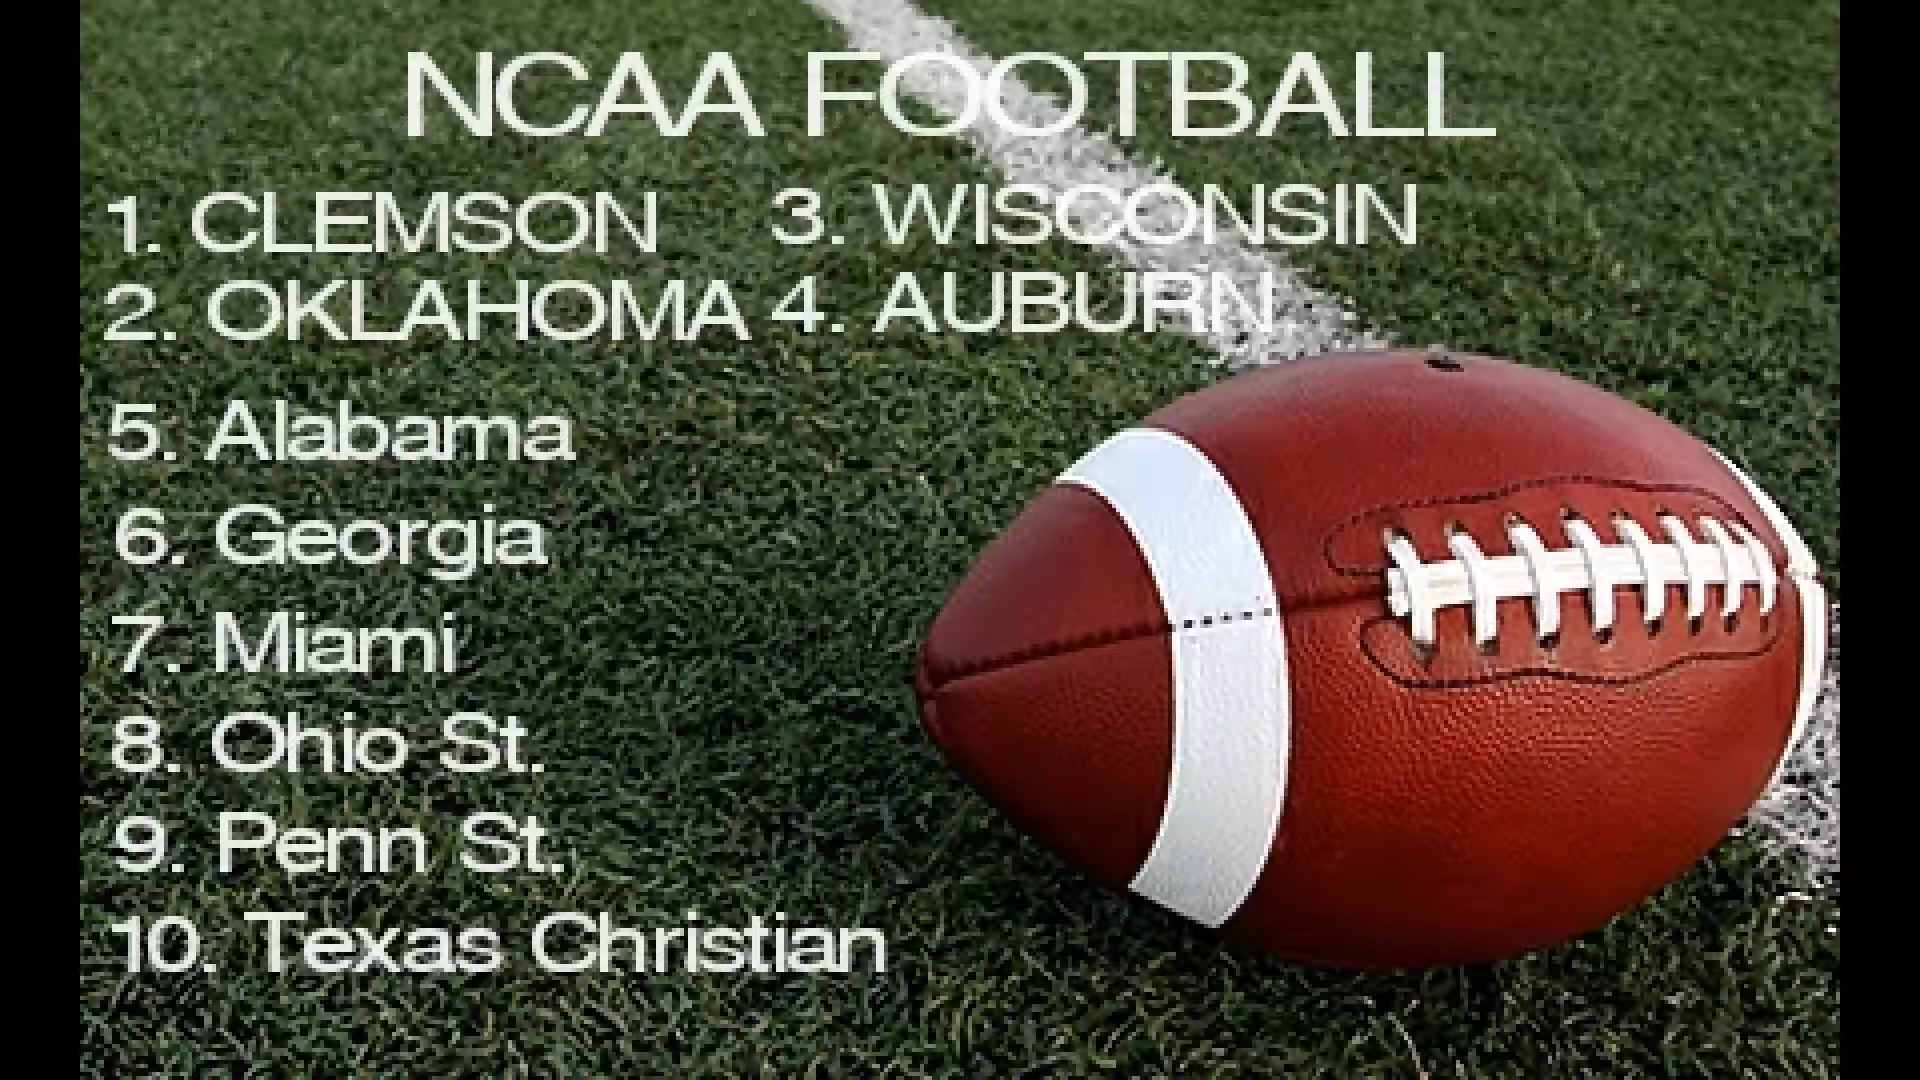 NCAA FOOTBALL
1. CLEMSON
2. OKLAHOMA
3. WISCONSIN
4. AUBURN
5. Alabama
6. Georgia
7. Miami
8. Ohio St.
9. Penn St.
10. Texas Christian